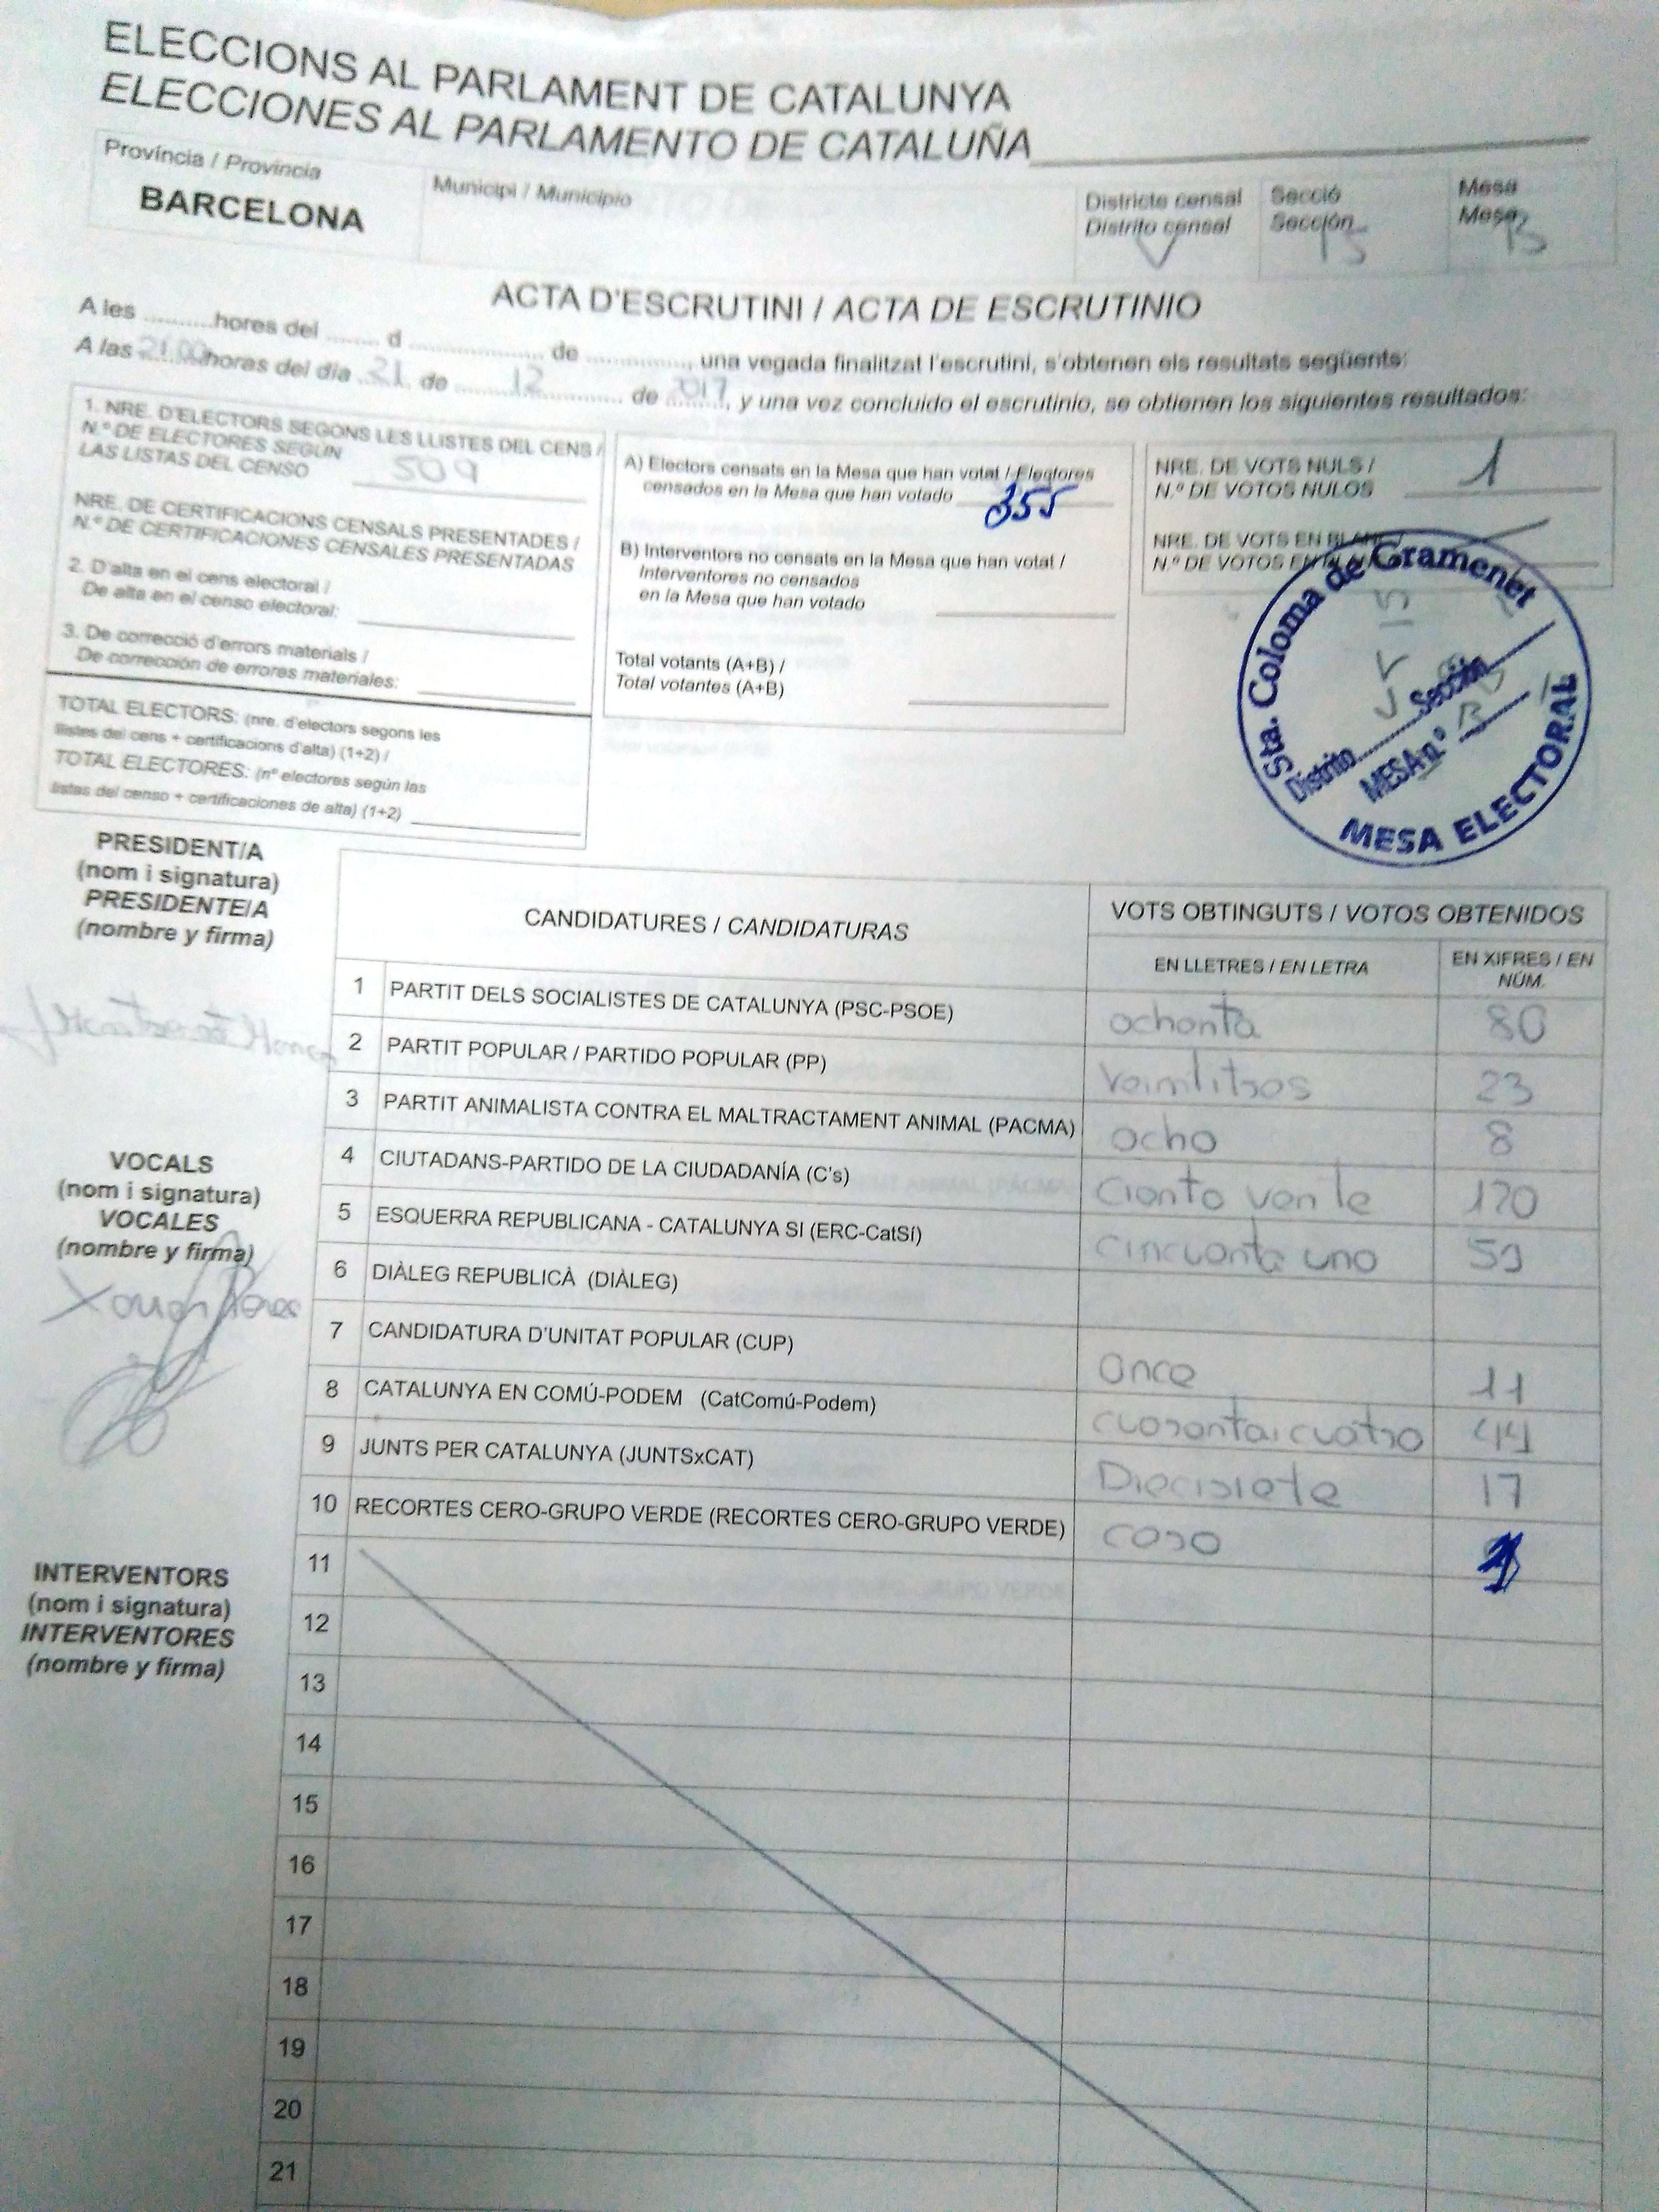 ELECCIONS AL PARLAMENT DE CATALUNYA
ELECCIONES AL PARLAMENTO DE CATALUÑA
Província / Provincia
BARCELONA
Municipi / Municipio
Districte censal
Distrito censal
V
Secció
Sección
15
Mesa
Mesa
B
ACTA D'ESCRUTINI / ACTA DE ESCRUTINIO
A les ..........hores del ........ d .................... de ..............., una vegada finalitzat l'escrutini, s'obtenen els resultats següents:
A las 21,00 horas del día 21 de 12 de 2017, y una vez concluido el escrutinio, se obtienen los siguientes resultados:
1. NRE. D'ELECTORS SEGONS LES LLISTES DEL CENS /
N.º DE ELECTORES SEGÚN
LAS LISTAS DEL CENSO 509
NRE. DE CERTIFICACIONS CENSALS PRESENTADES /
N.º DE CERTIFICACIONES CENSALES PRESENTADAS
2. D'alta en el cens electoral /
De alta en el censo electoral:
3. De correcció d'errors materials /
De corrección de errores materiales:
TOTAL ELECTORS: (nre. d'electors segons les
llistes del cens + certificacions d'alta) (1+2) /
TOTAL ELECTORES: (nº electores según las
listas del censo + certificaciones de alta) (1+2)
A) Electors censats en la Mesa que han votat / Electores
censados en la Mesa que han votado 355
B) Interventors no censats en la Mesa que han votat /
Interventores no censados
en la Mesa que han votado
Total votants (A+B) /
Total votantes (A+B)
NRE. DE VOTS NULS /
N.º DE VOTOS NULOS 1
NRE. DE VOTS EN BLANC /
N.º DE VOTOS EN BLANCO
Sta. Coloma de Gramenet
Distrito V Sección 15
MESA n.º B
MESA ELECTORAL
PRESIDENT/A
(nom i signatura)
PRESIDENTE/A
(nombre y firma)
VOCALS
(nom i signatura)
VOCALES
(nombre y firma)
INTERVENTORS
(nom i signatura)
INTERVENTORES
(nombre y firma)
CANDIDATURES / CANDIDATURAS
VOTS OBTINGUTS / VOTOS OBTENIDOS
EN LLETRES / EN LETRA
EN XIFRES / EN
NÚM.
1 PARTIT DELS SOCIALISTES DE CATALUNYA (PSC-PSOE) ochenta 80
2 PARTIT POPULAR / PARTIDO POPULAR (PP) veintitres 23
3 PARTIT ANIMALISTA CONTRA EL MALTRACTAMENT ANIMAL (PACMA) ocho 8
4 CIUTADANS-PARTIDO DE LA CIUDADANÍA (C's) ciento vente 120
5 ESQUERRA REPUBLICANA - CATALUNYA SI (ERC-CatSí) cincuenta uno 51
6 DIÀLEG REPUBLICÀ (DIÀLEG)
7 CANDIDATURA D'UNITAT POPULAR (CUP) once 11
8 CATALUNYA EN COMÚ-PODEM (CatComú-Podem) cuarentaicuatro 44
9 JUNTS PER CATALUNYA (JUNTSxCAT) Diecisiete 17
10 RECORTES CERO-GRUPO VERDE (RECORTES CERO-GRUPO VERDE) cero
11
12
13
14
15
16
17
18
19
20
21